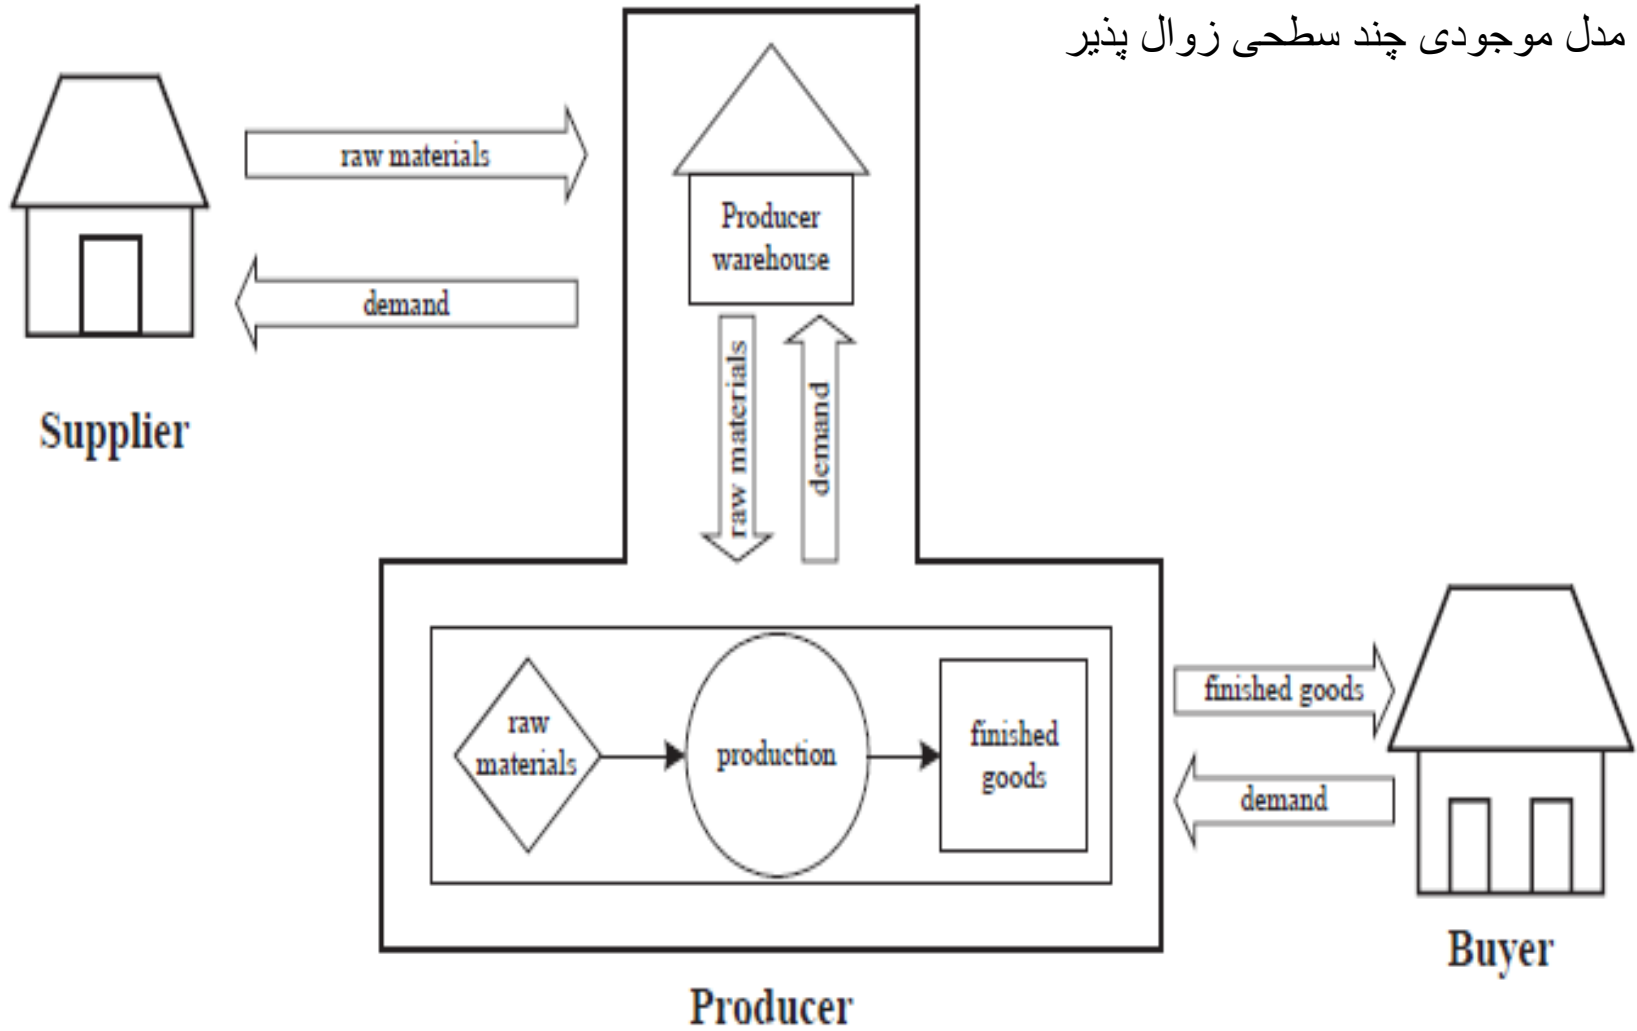 مدل موجودی چند سطحی زوال پذیر
raw materials
demand
Supplier
Producer
warehouse
raw materials
demand
raw
materials
production
finished
goods
finished goods
demand
Buyer
Producer